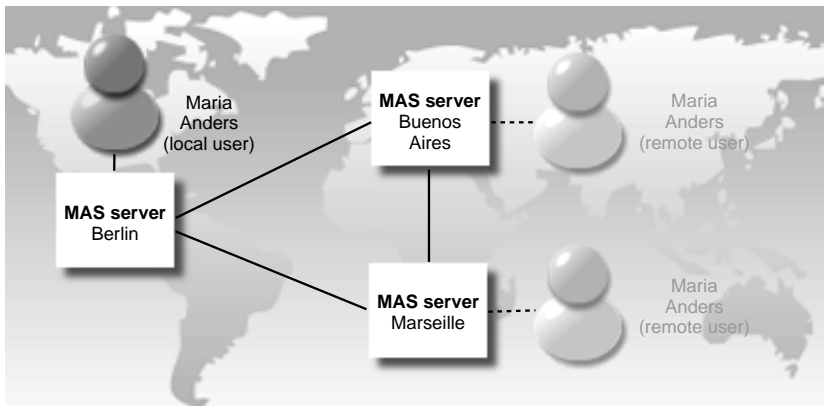 Maria
Anders
(local user)
MAS server
Berlin
MAS server
Buenos
Aires
Maria
Anders
(remote user)
MAS server
Marseille
Maria
Anders
(remote user)